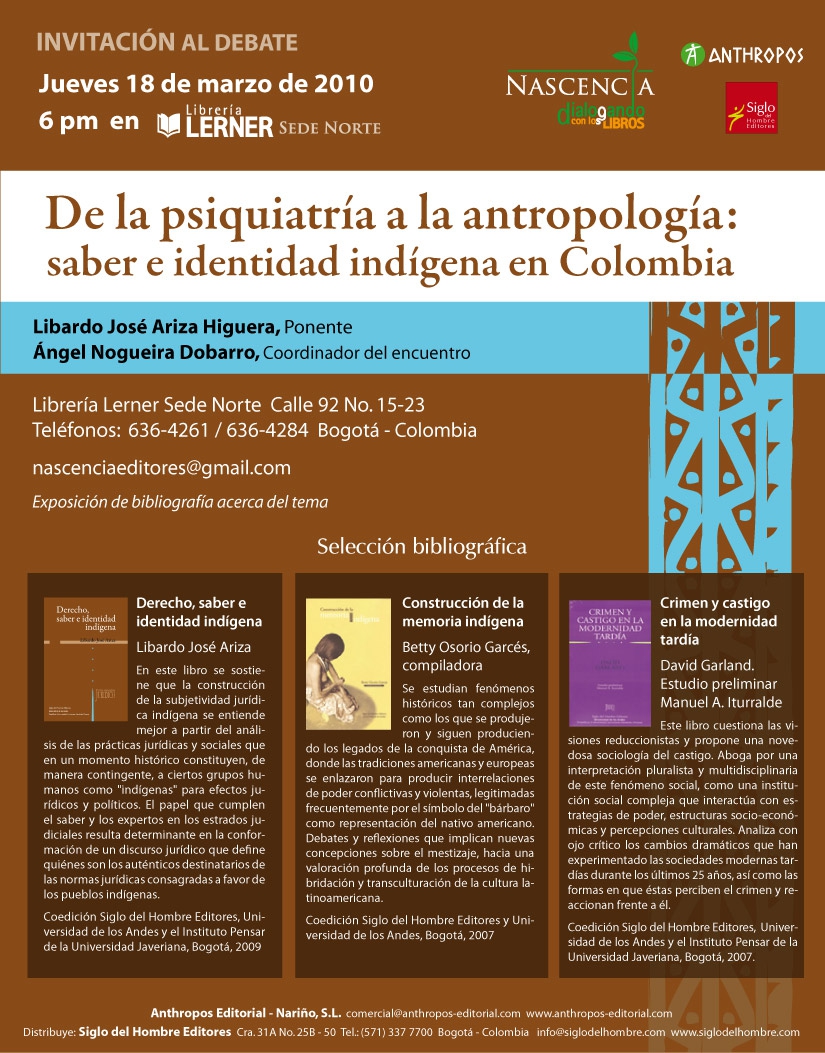 INVITACIÓN AL DEBATE
Jueves 18 de marzo de 2010
6 pm en Librería LERNER SEDE NORTE
NASCENCIA
dialogando
con los LIBROS
ANTHROPOS
Siglo
del
Hombre
Editores
De la psiquiatría a la antropología:
saber e identidad indígena en Colombia
Libardo José Ariza Higuera, Ponente
Ángel Nogueira Dobarro, Coordinador del encuentro
Librería Lerner Sede Norte Calle 92 No. 15-23
Teléfonos: 636-4261 / 636-4284 Bogotá - Colombia
nascenciaeditores@gmail.com
Exposición de bibliografía acerca del tema
Selección bibliográfica
Derecho,
saber e identidad
indígena
Derecho, saber e
identidad indígena
Libardo José Ariza
En este libro se sostie-
ne que la construcción
de la subjetividad jurídi-
ca indígena se entiende
mejor a partir del análi-
sis de las prácticas jurídicas y sociales que
en un momento histórico constituyen, de
manera contingente, a ciertos grupos hu-
manos como "indígenas" para efectos ju-
rídicos y políticos. El papel que cumplen
el saber y los expertos en los estrados ju-
diciales resulta determinante en la confor-
mación de un discurso jurídico que define
quiénes son los auténticos destinatarios de
las normas jurídicas consagradas a favor de
los pueblos indígenas.
Coedición Siglo del Hombre Editores, Uni-
versidad de los Andes y el Instituto Pensar
de la Universidad Javeriana, Bogotá, 2009
Construcción de la
memoria indígena
Construcción de la
memoria indígena
Betty Osorio Garcés,
compiladora
Se estudian fenómenos
históricos tan complejos
como los que se produje-
ron y siguen producien-
do los legados de la conquista de América,
donde las tradiciones americanas y europeas
se enlazaron para producir interrelaciones
de poder conflictivas y violentas, legitimadas
frecuentemente por el símbolo del "bárbaro"
como representación del nativo americano.
Debates y reflexiones que implican nuevas
concepciones sobre el mestizaje, hacia una
valoración profunda de los procesos de hi-
bridación y transculturación de la cultura la-
tinoamericana.
Coedición Siglo del Hombre Editores y Uni-
versidad de los Andes, Bogotá, 2007
CRIMEN Y
CASTIGO EN LA
MODERNIDAD
TARDÍA
Crimen y castigo
en la modernidad
tardía
David Garland.
Estudio preliminar
Manuel A. Iturralde
Este libro cuestiona las vi-
siones reduccionistas y propone una nove-
dosa sociología del castigo. Aboga por una
interpretación pluralista y multidisciplinaria
de este fenómeno social, como una institu-
ción social compleja que interactúa con es-
trategias de poder, estructuras socio-econó-
micas y percepciones culturales. Analiza con
ojo crítico los cambios dramáticos que han
experimentado las sociedades modernas tar-
días durante los últimos 25 años, así como las
formas en que éstas perciben el crimen y re-
accionan frente a él.
Coedición Siglo del Hombre Editores, Univer-
sidad de los Andes y el Instituto Pensar de la
Universidad Javeriana, Bogotá, 2007.
Anthropos Editorial - Nariño, S.L. comercial@anthropos-editorial.com www.anthropos-editorial.com
Distribuye: Siglo del Hombre Editores Cra. 31A No. 25B - 50 Tel.: (571) 337 7700 Bogotá - Colombia info@siglodelhombre.com www.siglodelhombre.com